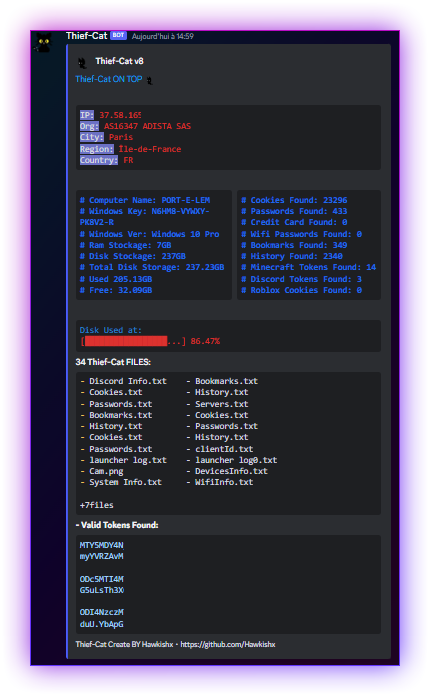 Thief-Cat BOT Aujourd'hui à 14:59
Thief-Cat v8
Thief-Cat ON TOP
IP: 37.58.165
Org: AS16347 ADISTA SAS
City: Paris
Region: Île-de-France
Country: FR
# Computer Name: PORT-E-LEM
# Windows Key: N6HM8-VYWXY-
PK8V2-R
# Windows Ver: Windows 10 Pro
# Ram Stockage: 7GB
# Disk Stockage: 237GB
# Total Disk Storage: 237.23GB
# Used 205.13GB
# Free: 32.09GB
# Cookies Found: 23296
# Passwords Found: 433
# Credit Card Found: 0
# Wifi Passwords Found: 0
# Bookmarks Found: 349
# History Found: 2340
# Minecraft Tokens Found: 14
# Discord Tokens Found: 3
# Roblox Cookies Found: 0
Disk Used at:
[████████████████...] 86.47%
34 Thief-Cat FILES:
- Discord Info.txt - Bookmarks.txt
- Cookies.txt - History.txt
- Passwords.txt - Servers.txt
- Bookmarks.txt - Cookies.txt
- History.txt - Passwords.txt
- Cookies.txt - History.txt
- Passwords.txt - clientId.txt
- launcher log.txt - launcher log0.txt
- Cam.png - DevicesInfo.txt
- System Info.txt - WifiInfo.txt
+7files
- Valid Tokens Found:
MTY5MDY4N
myYVRZAvM
ODc5MTI4M
G5uLsTh3X
ODI4NzczM
duU.YbApG
Thief-Cat Create BY Hawkishx • https://github.com/Hawkishx